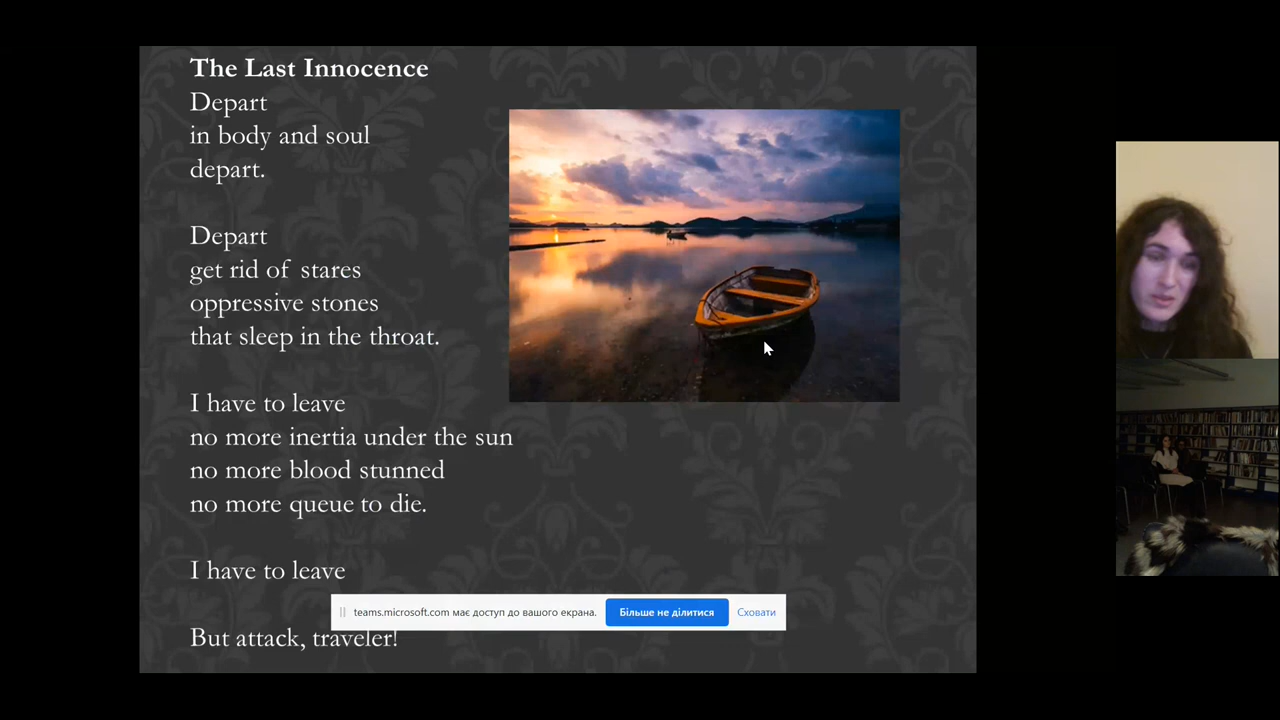 The Last Innocence
Depart
in body and soul
depart.
Depart
get rid of stares
oppressive stones
that sleep in the throat.
I have to leave
no more inertia under the sun
no more blood stunned
no more queue to die.
I have to leave
teams.microsoft.com має доступ до вашого екрана.
Більше не ділитися
Сховати
But attack, traveler!